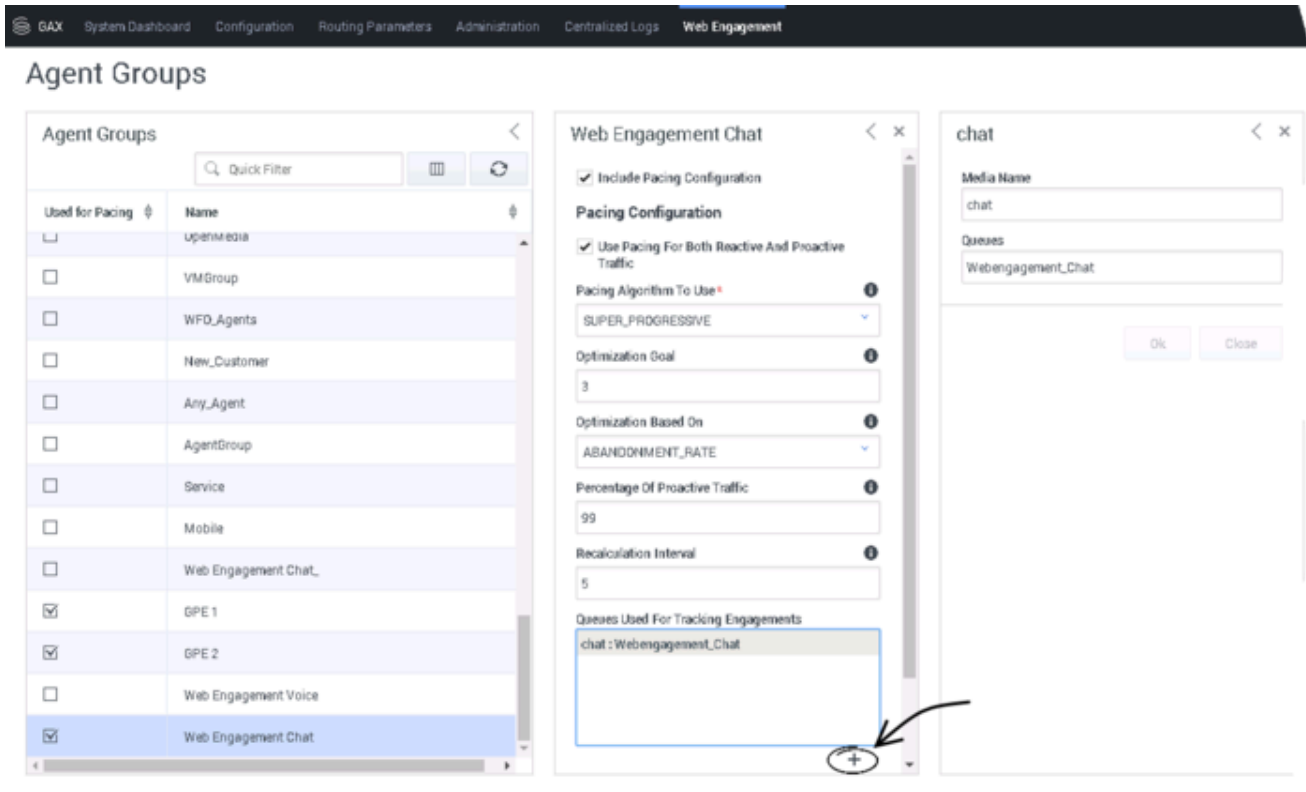 GAX System Dashboard Configuration Routing Parameters Administration Centralized Logs Web Engagement
Agent Groups
Agent Groups
Quick Filter
Used for Pacing Name
OpenMedia
VMGroup
WFD_Agents
New_Customer
Any_Agent
AgentGroup
Service
Mobile
Web Engagement Chat_
GPE 1
GPE 2
Web Engagement Voice
Web Engagement Chat
Web Engagement Chat
Include Pacing Configuration
Pacing Configuration
Use Pacing For Both Reactive And Proactive
Traffic
Pacing Algorithm To Use*
SUPER_PROGRESSIVE
Optimization Goal
3
Optimization Based On
ABANDONMENT_RATE
Percentage Of Proactive Traffic
99
Recalculation Interval
5
Queues Used For Tracking Engagements
chat : Webengagement_Chat
+
chat
Media Name
chat
Queues
Webengagement_Chat
Ok Close